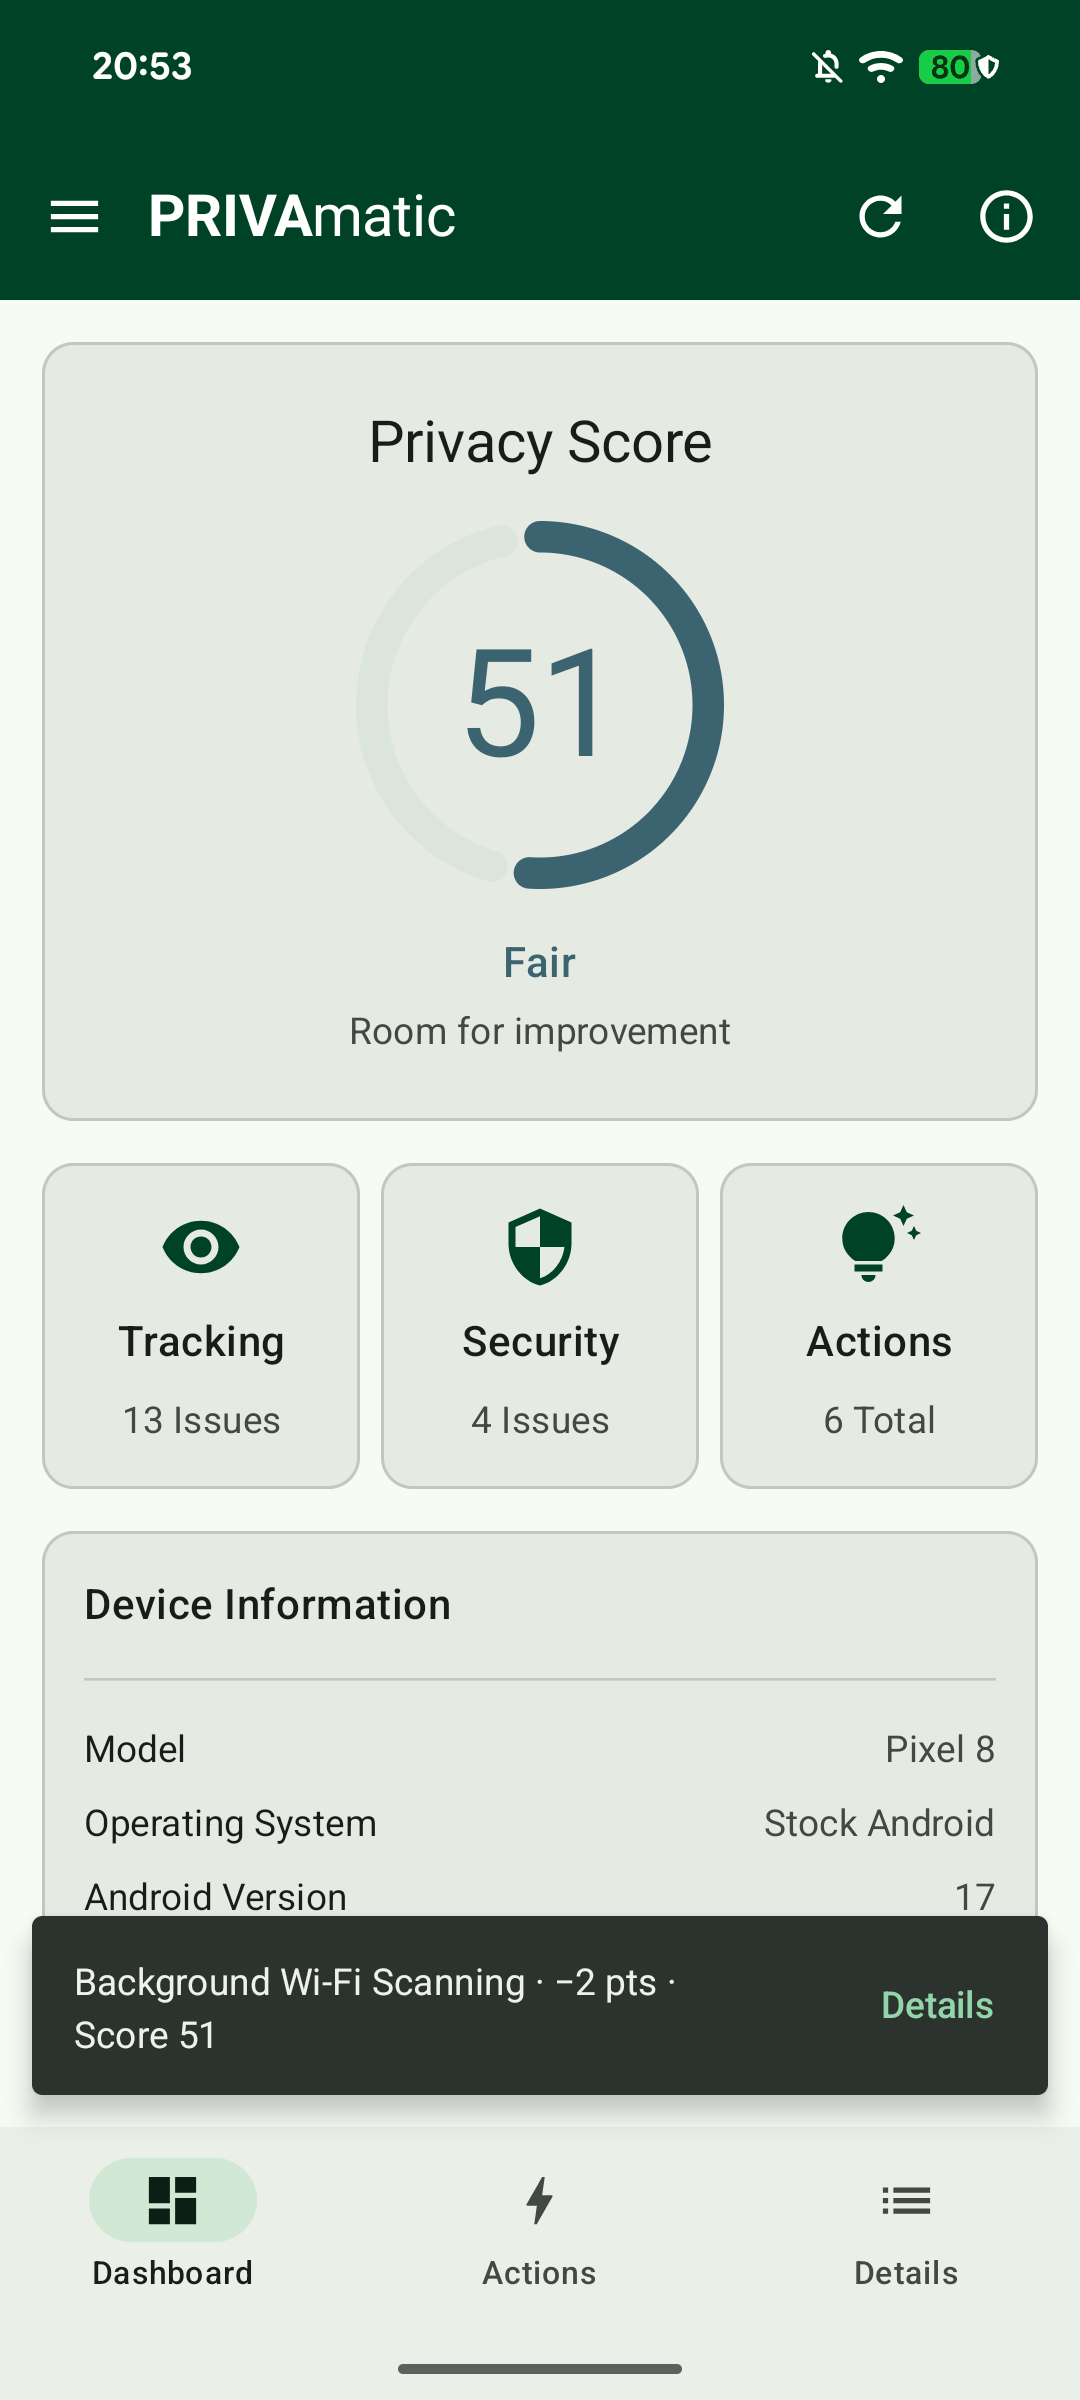 20:53
80
PRIVAmatic
Privacy Score
51
Fair
Room for improvement
Tracking
13 Issues
Security
4 Issues
Actions
6 Total
Device Information
Model
Pixel 8
Operating System
Stock Android
Android Version
17
Background Wi-Fi Scanning · −2 pts ·
Score 51
Details
Dashboard
Actions
Details